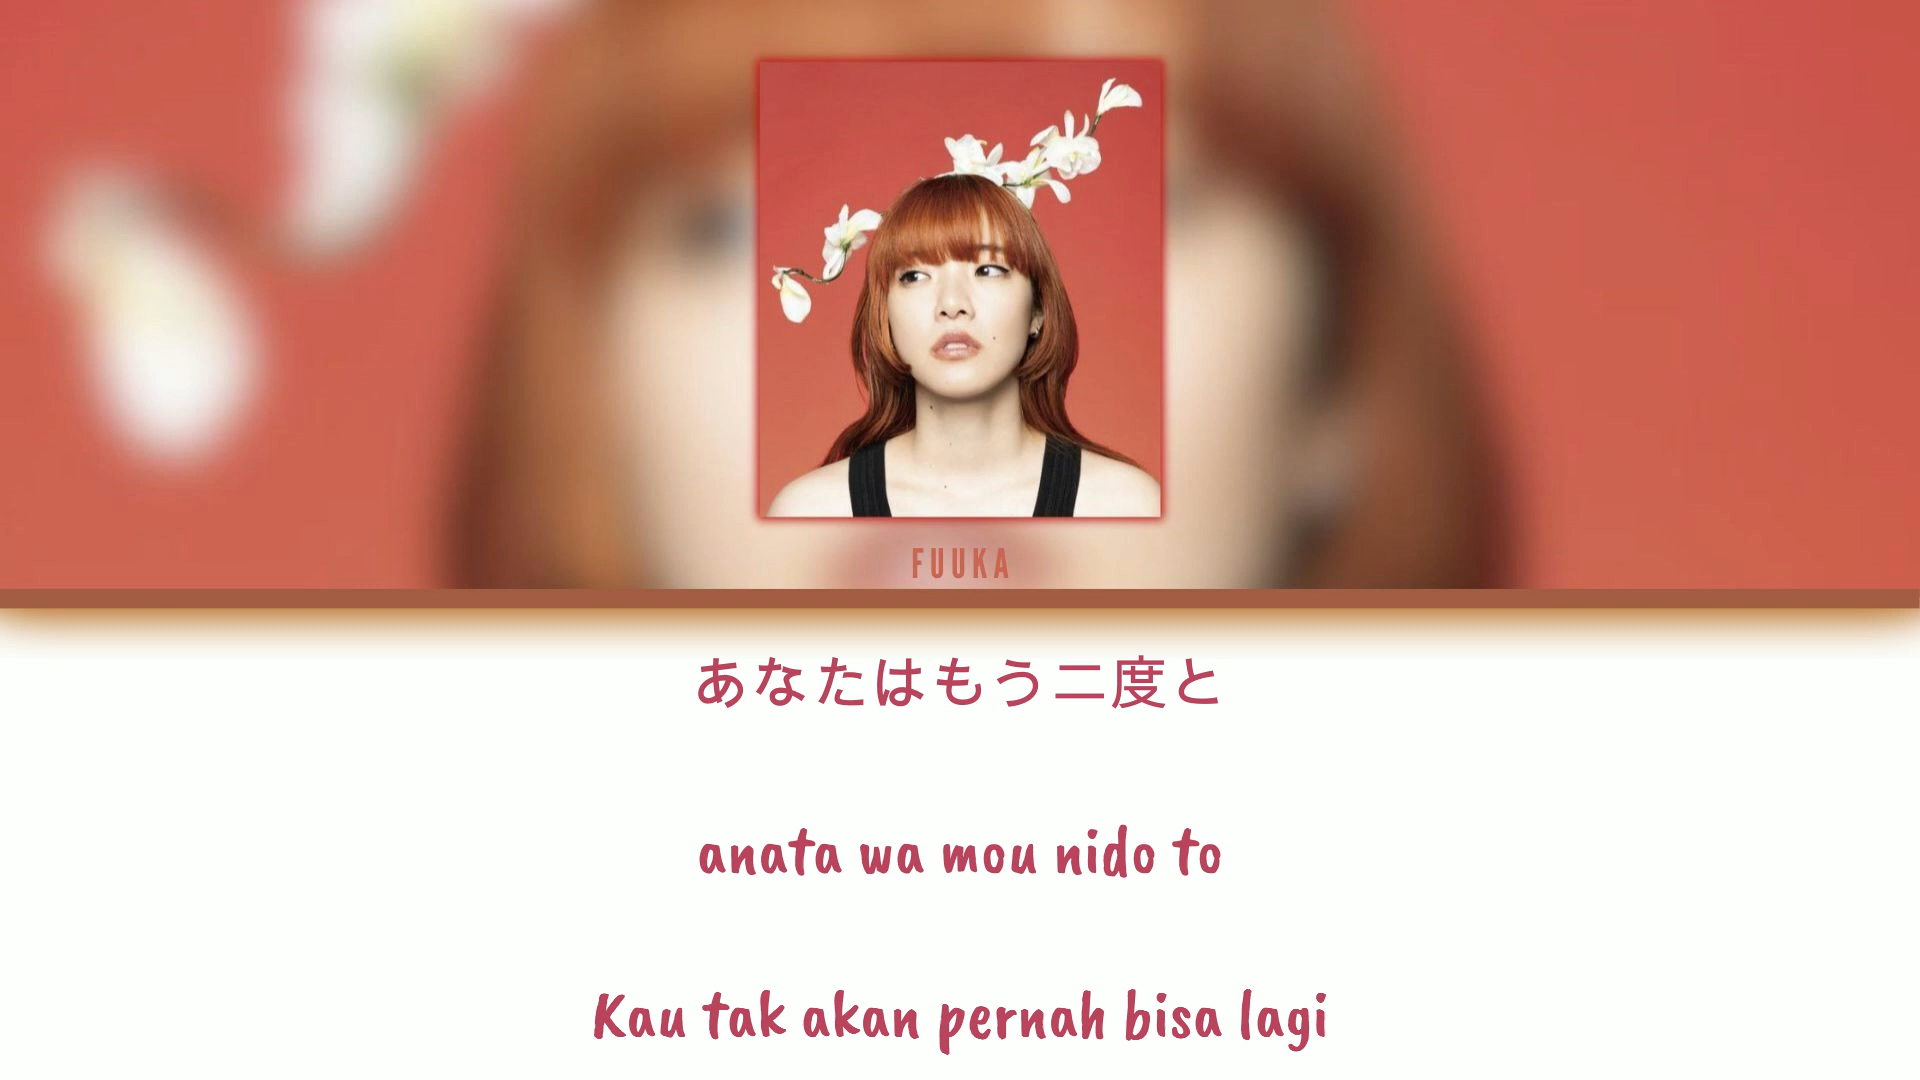 FUUKA
あなたはもう二度と
anata wa mou nido to
Kau tak akan pernah bisa lagi